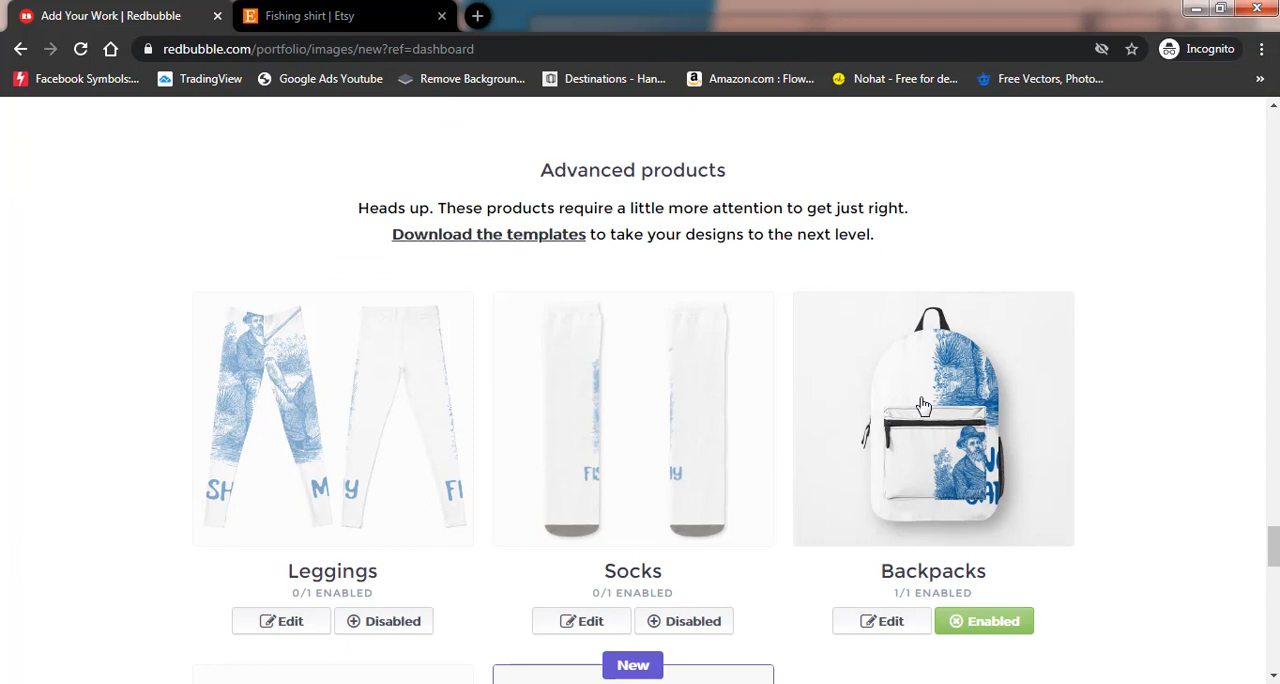 Add Your Work | Redbubble
Fishing shirt | Etsy
redbubble.com/portfolio/images/new?ref=dashboard
Incognito
Facebook Symbols:...
TradingView
Google Ads Youtube
Remove Backgroun...
Destinations - Han...
Amazon.com : Flow...
Nohat - Free for de...
Free Vectors, Photo...
»
Advanced products
Heads up. These products require a little more attention to get just right.
Download the templates to take your designs to the next level.
SH M Y FI
FIS HY
Leggings
0/1 ENABLED
Edit
Disabled
Socks
0/1 ENABLED
Edit
Disabled
Backpacks
1/1 ENABLED
Edit
Enabled
New